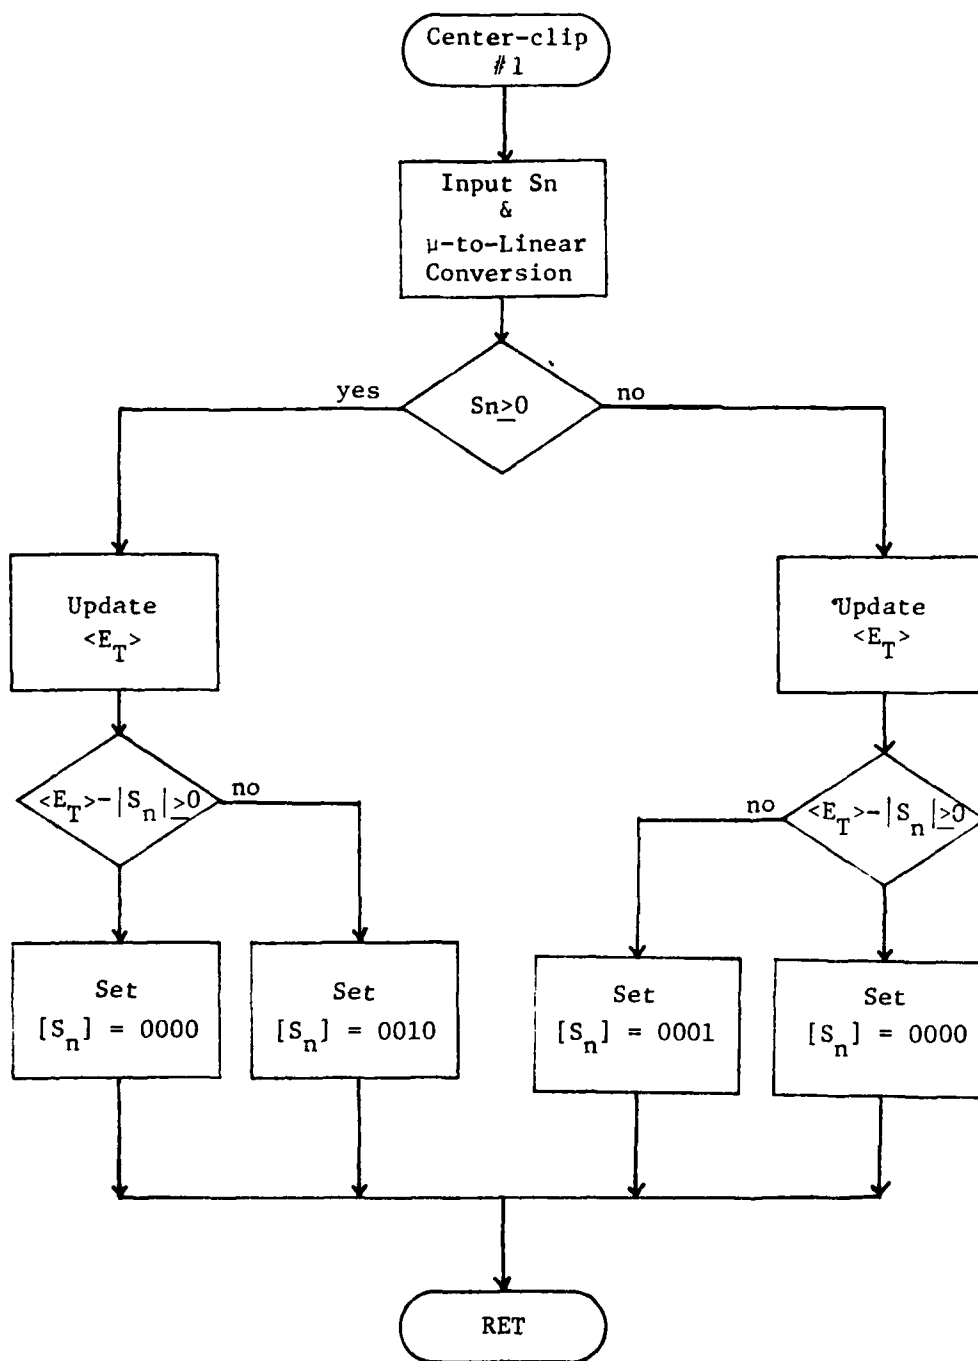 Center-clip
#1
Input Sn
&
μ-to-Linear
Conversion
Sn≥0
yes
no
Update
<E_T>
Update
<E_T>
<E_T>-|S_n|≥0
no
<E_T>-|S_n|≥0
no
Set
[S_n] = 0000
Set
[S_n] = 0010
Set
[S_n] = 0001
Set
[S_n] = 0000
RET